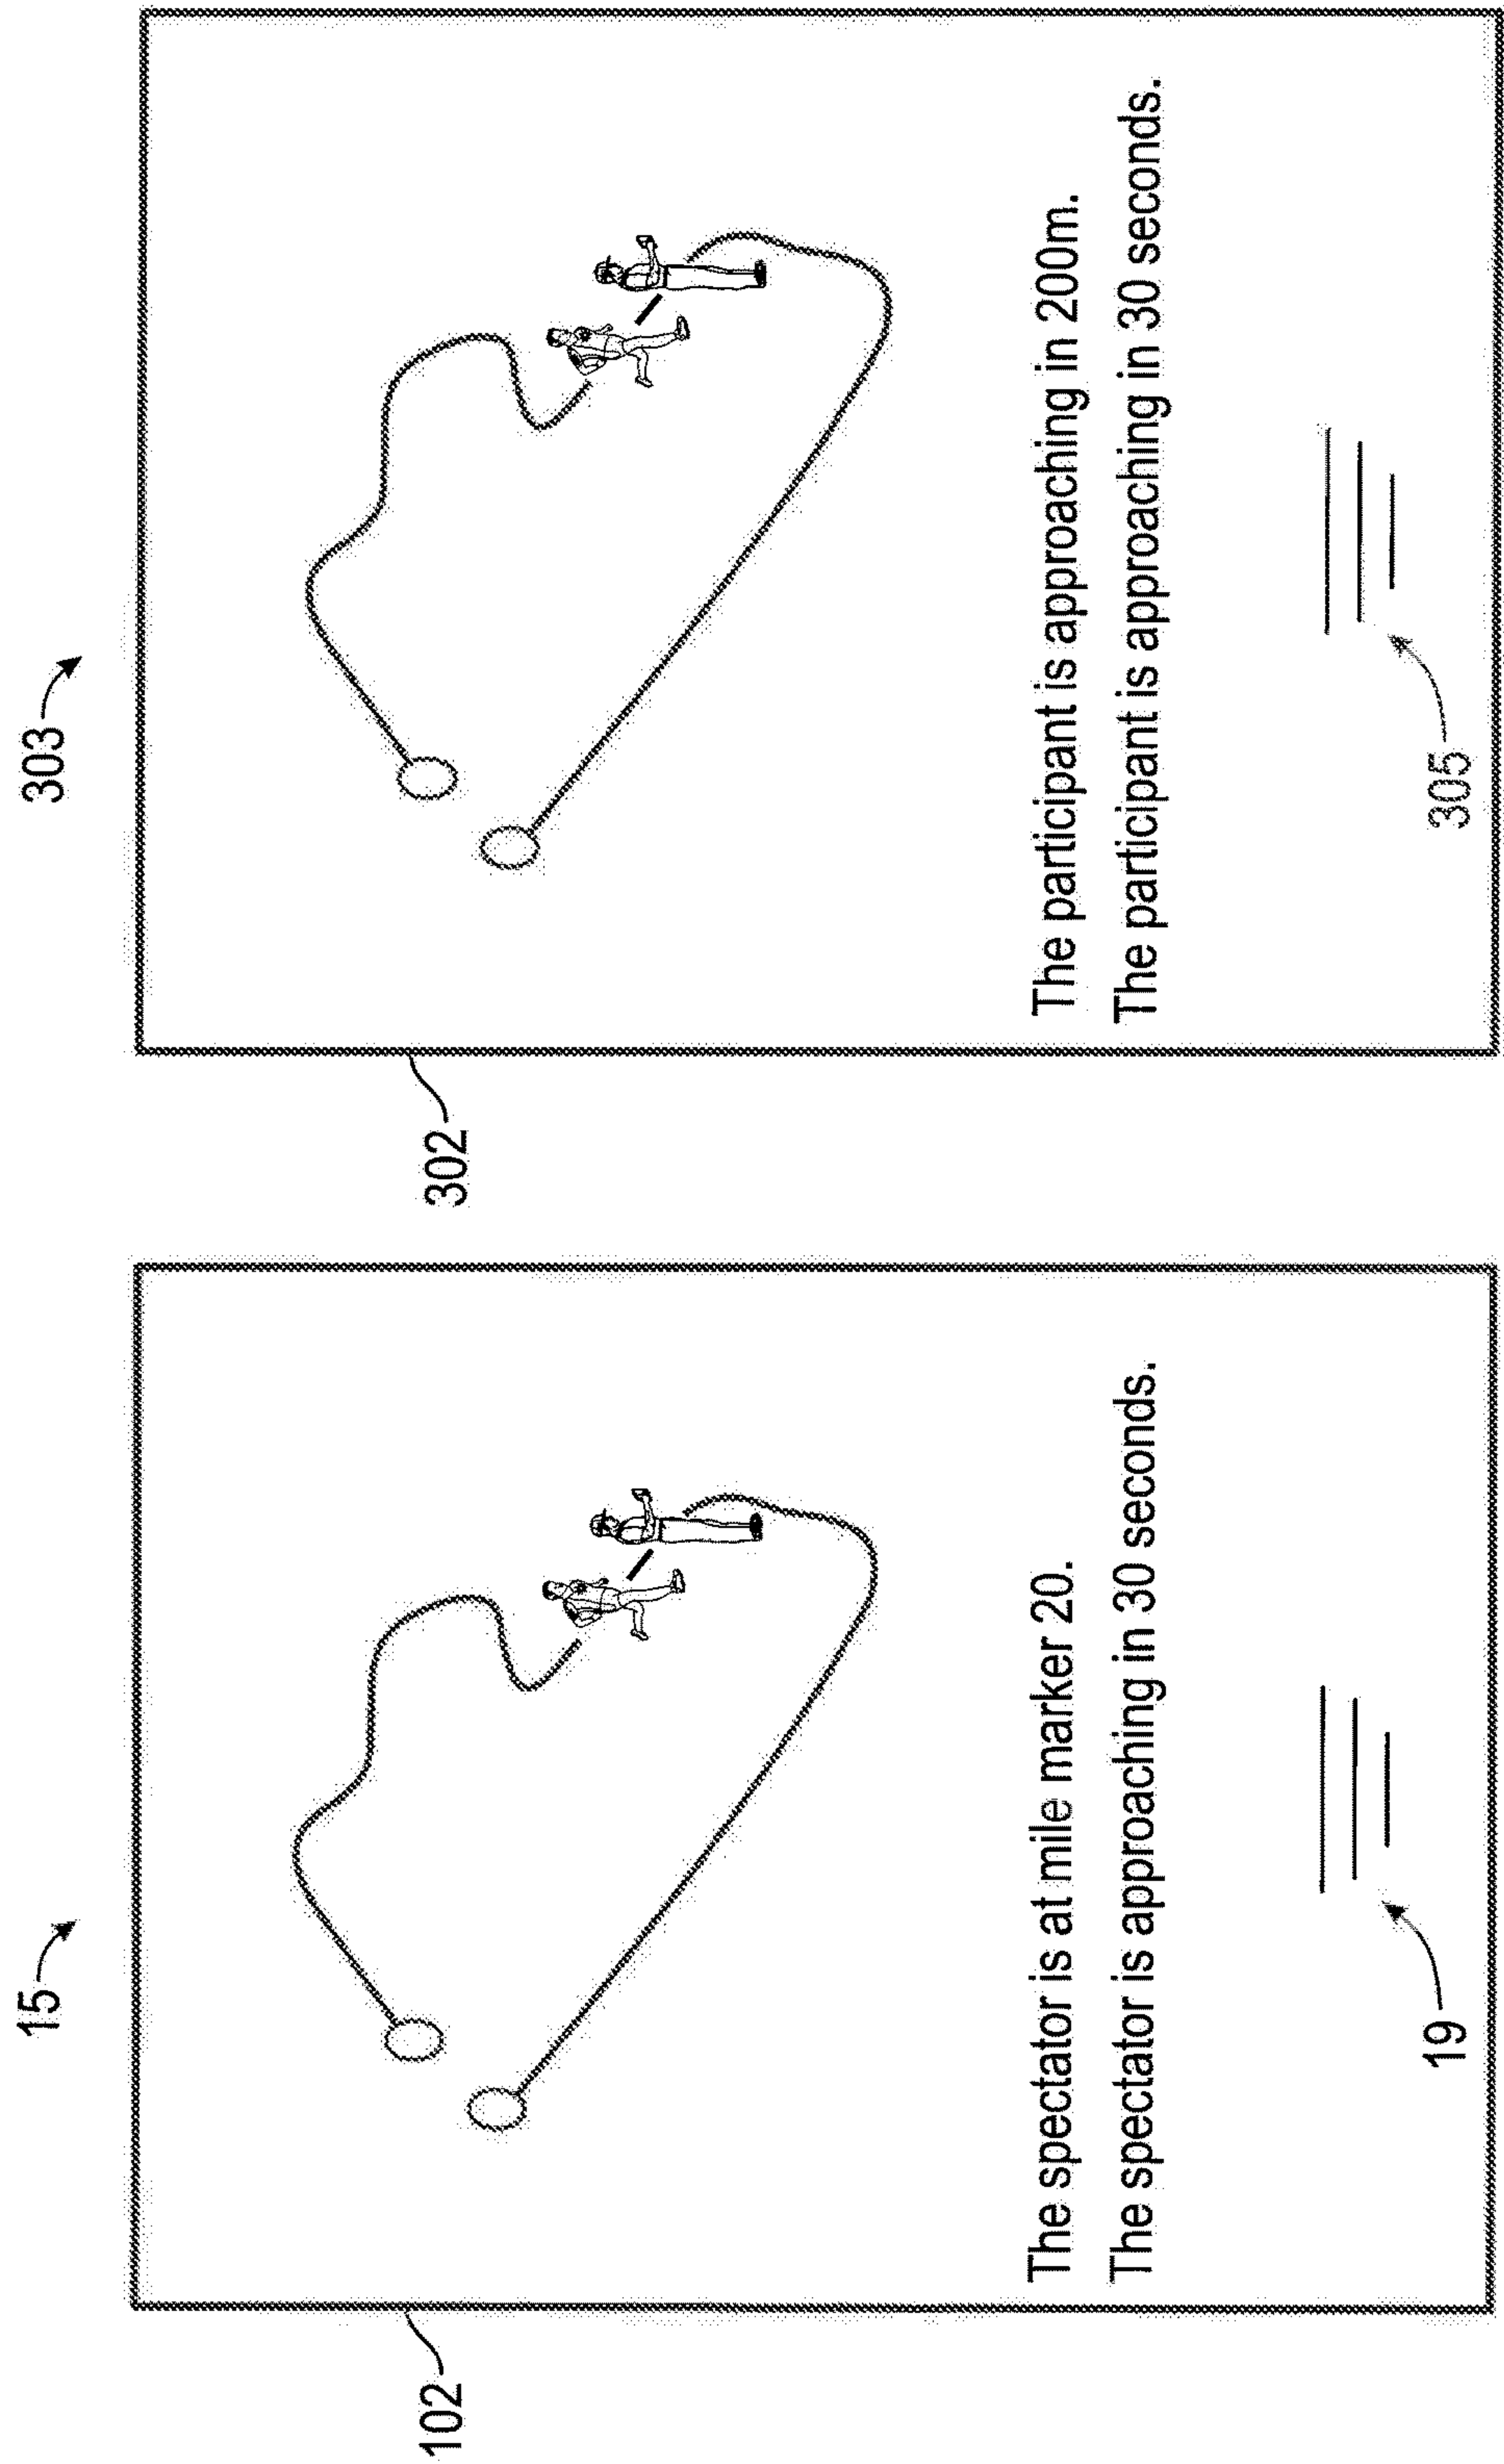 15
102
The spectator is at mile marker 20.
The spectator is approaching in 30 seconds.
19
303
302
The participant is approaching in 200m.
The participant is approaching in 30 seconds.
305